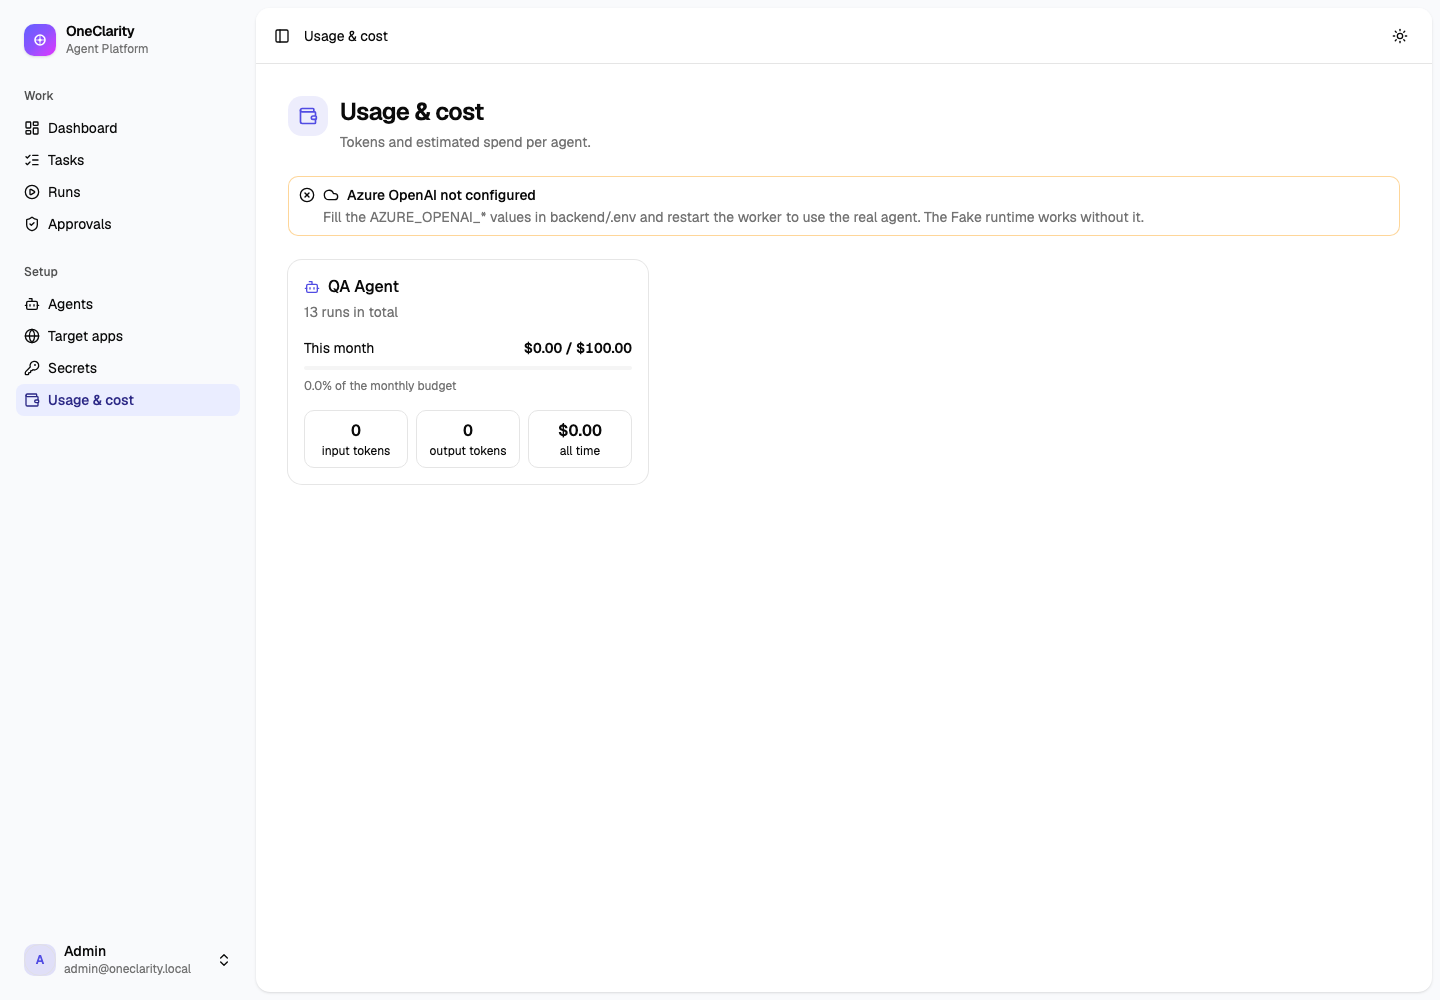 OneClarity
Agent Platform
Work
Dashboard
Tasks
Runs
Approvals
Setup
Agents
Target apps
Secrets
Usage & cost
A
Admin
admin@oneclarity.local
Usage & cost
Usage & cost
Tokens and estimated spend per agent.
Azure OpenAI not configured
Fill the AZURE_OPENAI_* values in backend/.env and restart the worker to use the real agent. The Fake runtime works without it.
QA Agent
13 runs in total
This month $0.00 / $100.00
0.0% of the monthly budget
0 0 $0.00
input tokens output tokens all time